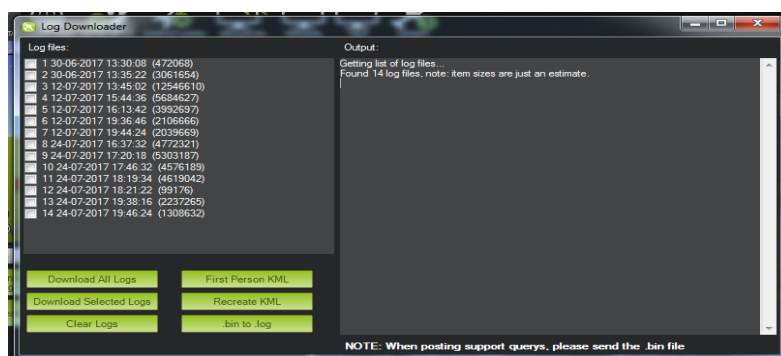 Log Downloader
Log files:
1 30-06-2017 13:30:08 (472068)
2 30-06-2017 13:35:22 (3061654)
3 12-07-2017 13:45:02 (12546610)
4 12-07-2017 15:44:36 (5684627)
5 12-07-2017 16:13:42 (3992697)
6 12-07-2017 19:36:46 (2106666)
7 12-07-2017 19:44:24 (2039669)
8 24-07-2017 16:37:32 (4772321)
9 24-07-2017 17:20:18 (5303187)
10 24-07-2017 17:46:32 (4576189)
11 24-07-2017 18:19:34 (4619042)
12 24-07-2017 18:21:22 (99176)
13 24-07-2017 19:38:16 (2237265)
14 24-07-2017 19:46:24 (1308632)
Output:
Getting list of log files...
Found 14 log files, note: item sizes are just an estimate.
Download All Logs
First Person KML
Download Selected Logs
Recreate KML
Clear Logs
.bin to .log
NOTE: When posting support querys, please send the .bin file